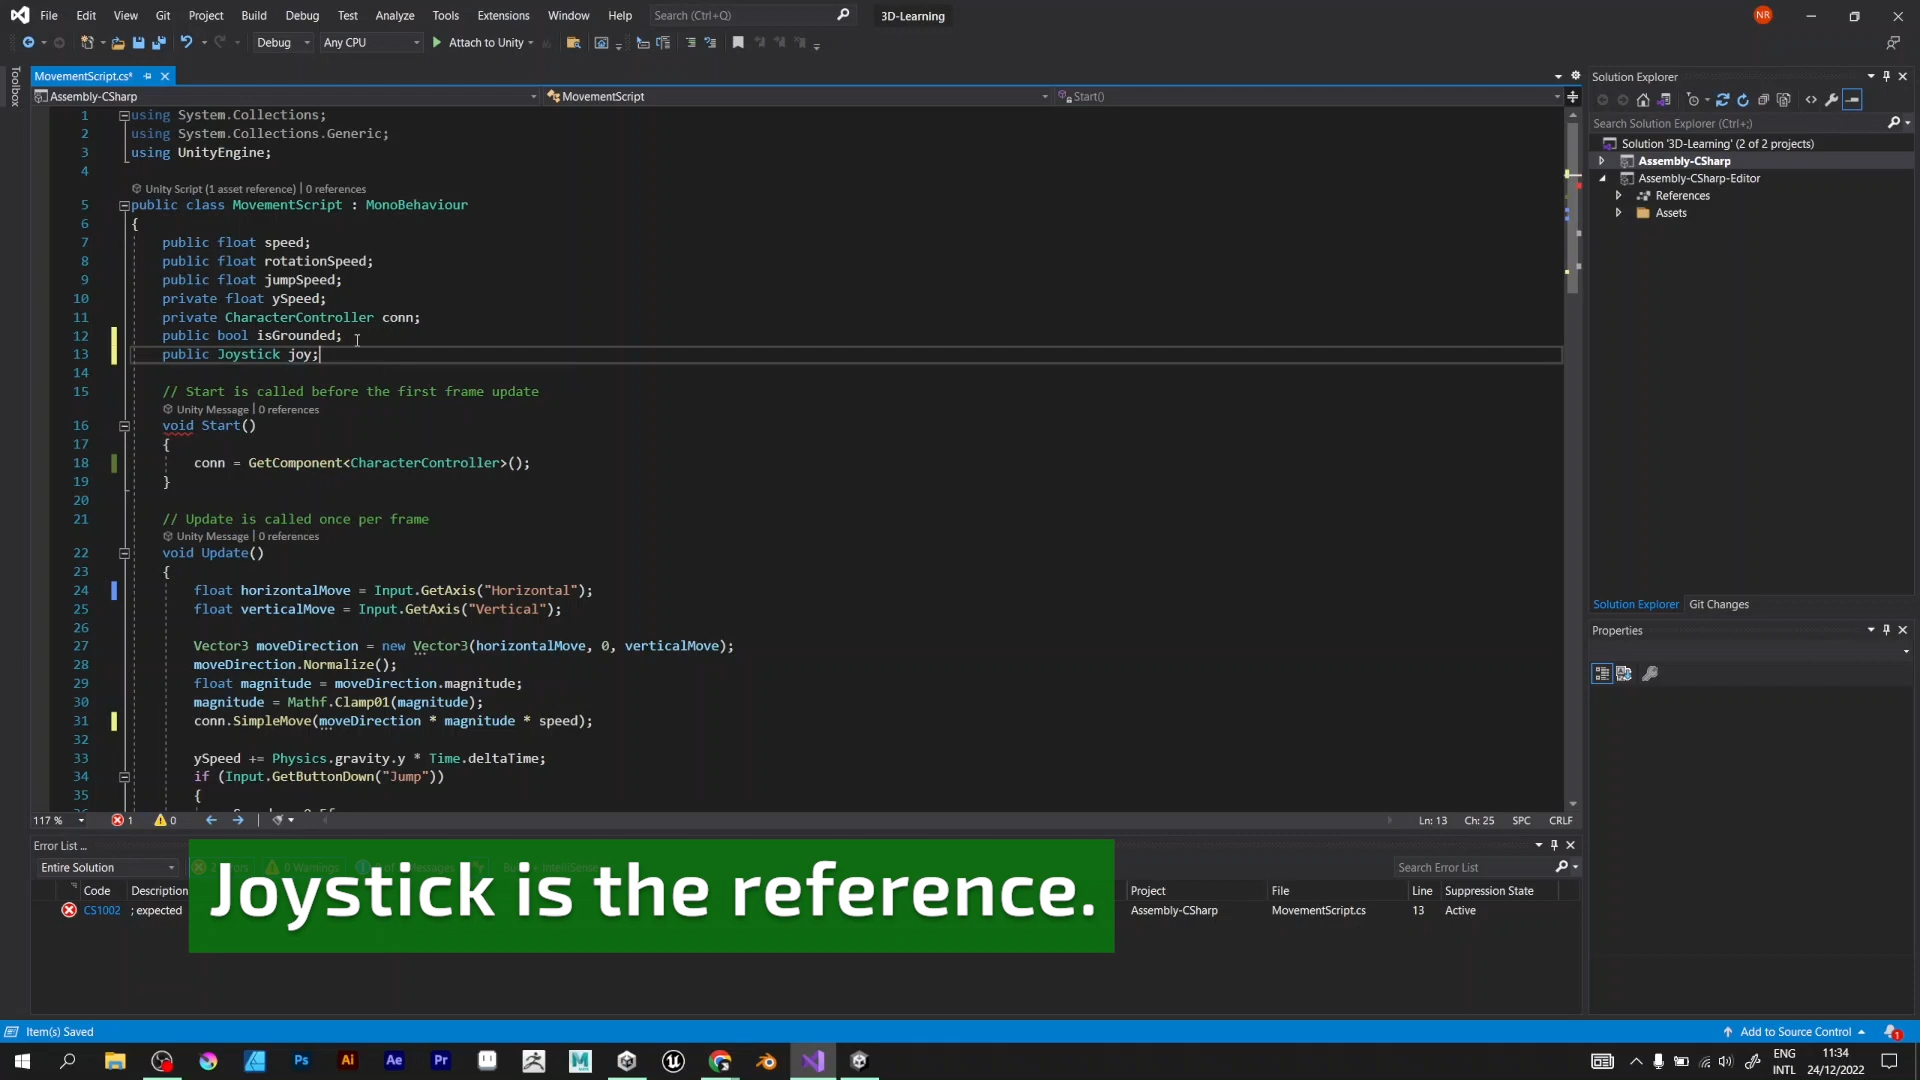 File Edit View Git Project Build Debug Test Analyze Tools Extensions Window Help Search (Ctrl+Q) 3D-Learning NR
Debug Any CPU Attach to Unity
Toolbox
MovementScript.cs*
Assembly-CSharp MovementScript Start()
1 using System.Collections;
2 using System.Collections.Generic;
3 using UnityEngine;
4
Unity Script (1 asset reference) | 0 references
5 public class MovementScript : MonoBehaviour
6 {
7 public float speed;
8 public float rotationSpeed;
9 public float jumpSpeed;
10 private float ySpeed;
11 private CharacterController conn;
12 public bool isGrounded;
13 public Joystick joy;
14
15 // Start is called before the first frame update
Unity Message | 0 references
16 void Start()
17 {
18 conn = GetComponent<CharacterController>();
19 }
20
21 // Update is called once per frame
Unity Message | 0 references
22 void Update()
23 {
24 float horizontalMove = Input.GetAxis("Horizontal");
25 float verticalMove = Input.GetAxis("Vertical");
26
27 Vector3 moveDirection = new Vector3(horizontalMove, 0, verticalMove);
28 moveDirection.Normalize();
29 float magnitude = moveDirection.magnitude;
30 magnitude = Mathf.Clamp01(magnitude);
31 conn.SimpleMove(moveDirection * magnitude * speed);
32
33 ySpeed += Physics.gravity.y * Time.deltaTime;
34 if (Input.GetButtonDown("Jump"))
35 {
117 % 1 0 Ln: 13 Ch: 25 SPC CRLF
Error List ...
Entire Solution Search Error List
Code Description Project File Line Suppression State
CS1002 ; expected Assembly-CSharp MovementScript.cs 13 Active
Joystick is the reference.
Solution Explorer
Search Solution Explorer (Ctrl+;)
Solution '3D-Learning' (2 of 2 projects)
Assembly-CSharp
Assembly-CSharp-Editor
References
Assets
Solution Explorer Git Changes
Properties
Item(s) Saved Add to Source Control 1
Ps Ai Ae Pr
ENG
INTL
11:34
24/12/2022